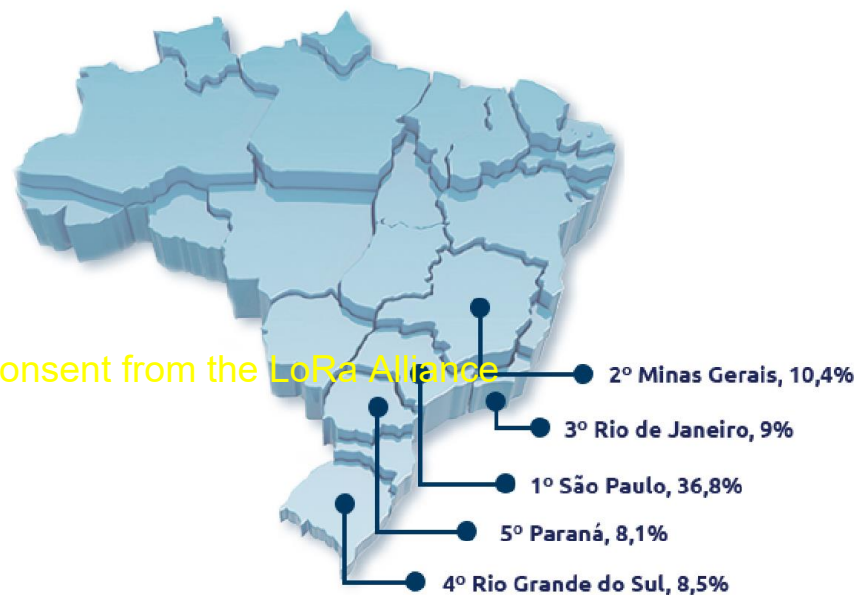 onsent from the LoRa Alliance
2º Minas Gerais, 10,4%
3º Rio de Janeiro, 9%
1º São Paulo, 36,8%
5º Paraná, 8,1%
4º Rio Grande do Sul, 8,5%